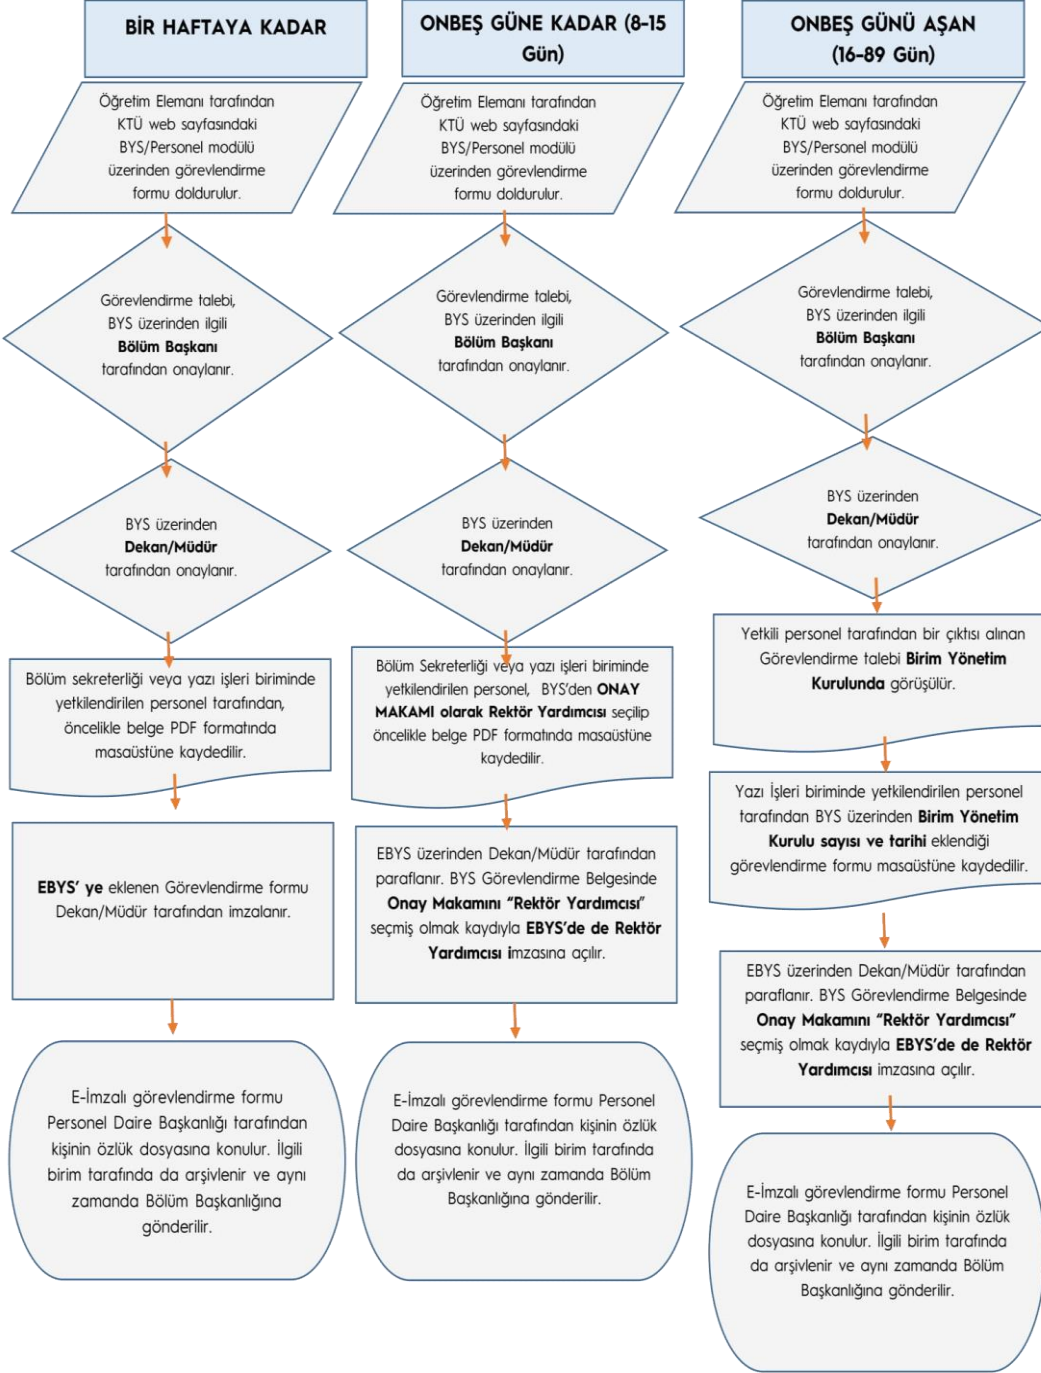 BİR HAFTAYA KADAR
Öğretim Elemanı tarafından
KTÜ web sayfasındaki
BYS/Personel modülü
üzerinden görevlendirme
formu doldurulur.
Görevlendirme talebi,
BYS üzerinden ilgili
Bölüm Başkanı
tarafından onaylanır.
BYS üzerinden
Dekan/Müdür
tarafından onaylanır.
Bölüm sekreterliği veya yazı işleri biriminde
yetkilendirilen personel tarafından,
öncelikle belge PDF formatında
masaüstüne kaydedilir.
EBYS' ye eklenen Görevlendirme formu
Dekan/Müdür tarafından imzalanır.
E-İmzalı görevlendirme formu
Personel Daire Başkanlığı tarafından
kişinin özlük dosyasına konulur. İlgili
birim tarafında da arşivlenir ve aynı
zamanda Bölüm Başkanlığına
gönderilir.
ONBEŞ GÜNE KADAR (8-15
Gün)
Öğretim Elemanı tarafından
KTÜ web sayfasındaki
BYS/Personel modülü
üzerinden görevlendirme
formu doldurulur.
Görevlendirme talebi,
BYS üzerinden ilgili
Bölüm Başkanı
tarafından onaylanır.
BYS üzerinden
Dekan/Müdür
tarafından onaylanır.
Bölüm Sekreterliği veya yazı işleri biriminde
yetkilendirilen personel, BYS'den ONAY
MAKAMI olarak Rektör Yardımcısı seçilip
öncelikle belge PDF formatında masaüstüne
kaydedilir.
EBYS üzerinden Dekan/Müdür tarafından
paraflanır. BYS Görevlendirme Belgesinde
Onay Makamını "Rektör Yardımcısı"
seçmiş olmak kaydıyla EBYS'de de Rektör
Yardımcısı imzasına açılır.
E-İmzalı görevlendirme formu Personel
Daire Başkanlığı tarafından kişinin özlük
dosyasına konulur. İlgili birim tarafında
da arşivlenir ve aynı zamanda Bölüm
Başkanlığına gönderilir.
ONBEŞ GÜNÜ AŞAN
(16-89 Gün)
Öğretim Elemanı tarafından
KTÜ web sayfasındaki
BYS/Personel modülü
üzerinden görevlendirme
formu doldurulur.
Görevlendirme talebi,
BYS üzerinden ilgili
Bölüm Başkanı
tarafından onaylanır.
BYS üzerinden
Dekan/Müdür
tarafından onaylanır.
Yetkili personel tarafından bir çıktısı alınan
Görevlendirme talebi Birim Yönetim
Kurulunda görüşülür.
Yazı İşleri biriminde yetkilendirilen personel
tarafından BYS üzerinden Birim Yönetim
Kurulu sayısı ve tarihi eklendiği
görevlendirme formu masaüstüne kaydedilir.
EBYS üzerinden Dekan/Müdür tarafından
paraflanır. BYS Görevlendirme Belgesinde
Onay Makamını "Rektör Yardımcısı"
seçmiş olmak kaydıyla EBYS'de de Rektör
Yardımcısı imzasına açılır.
E-İmzalı görevlendirme formu Personel
Daire Başkanlığı tarafından kişinin özlük
dosyasına konulur. İlgili birim tarafında
da arşivlenir ve aynı zamanda Bölüm
Başkanlığına gönderilir.